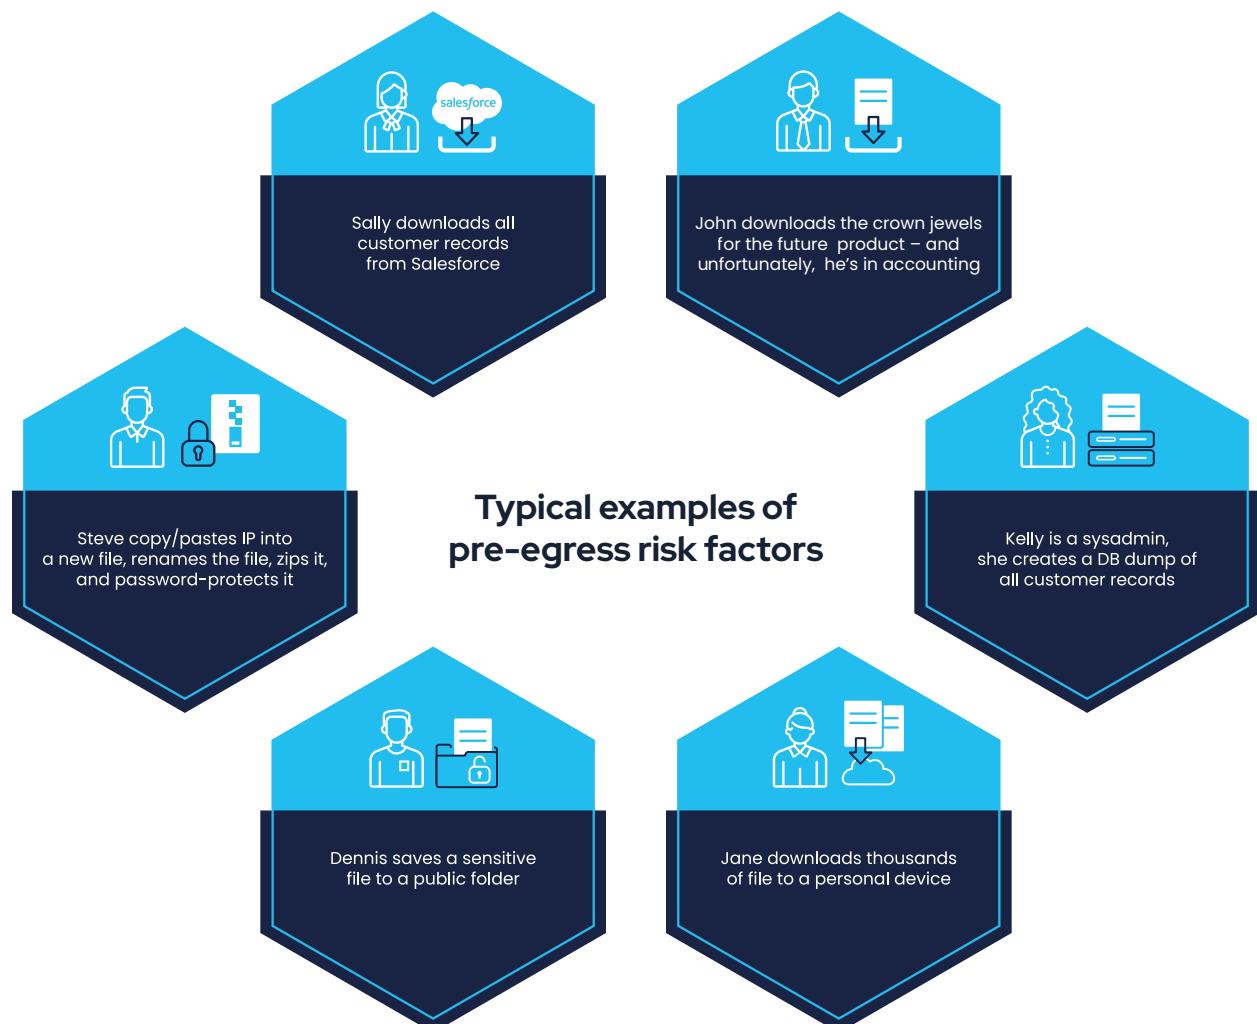 salesforce
Sally downloads all
customer records
from Salesforce
John downloads the crown jewels
for the future product – and
unfortunately, he's in accounting
Steve copy/pastes IP into
a new file, renames the file, zips it,
and password-protects it
Typical examples of
pre-egress risk factors
Kelly is a sysadmin,
she creates a DB dump of
all customer records
Dennis saves a sensitive
file to a public folder
Jane downloads thousands
of file to a personal device